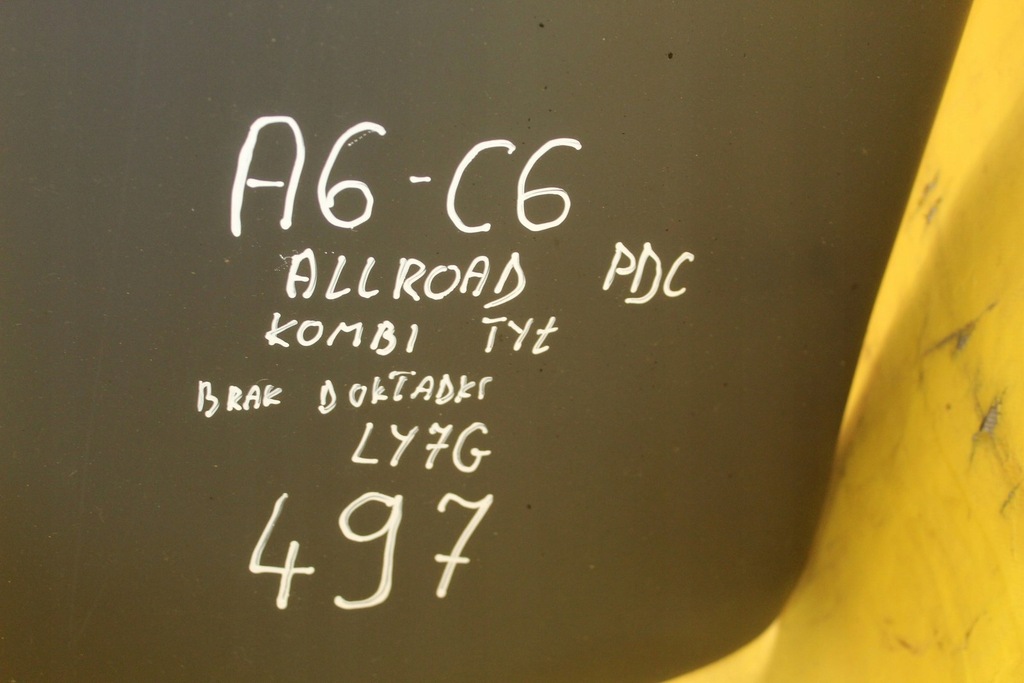 A6-C6
ALLROAD PDC
KOMBI TYŁ
BRAK DOKŁADKI
LY7G
497